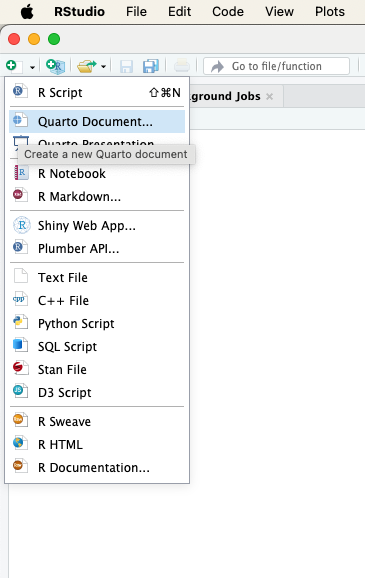 RStudio File Edit Code View Plots
Go to file/function
R Script ⇧⌘N
ground Jobs ×
Quarto Document...
Quarto Presentation
Create a new Quarto document
R Notebook
R Markdown...
Shiny Web App...
Plumber API...
Text File
C++ File
Python Script
SQL Script
Stan File
D3 Script
R Sweave
R HTML
R Documentation...